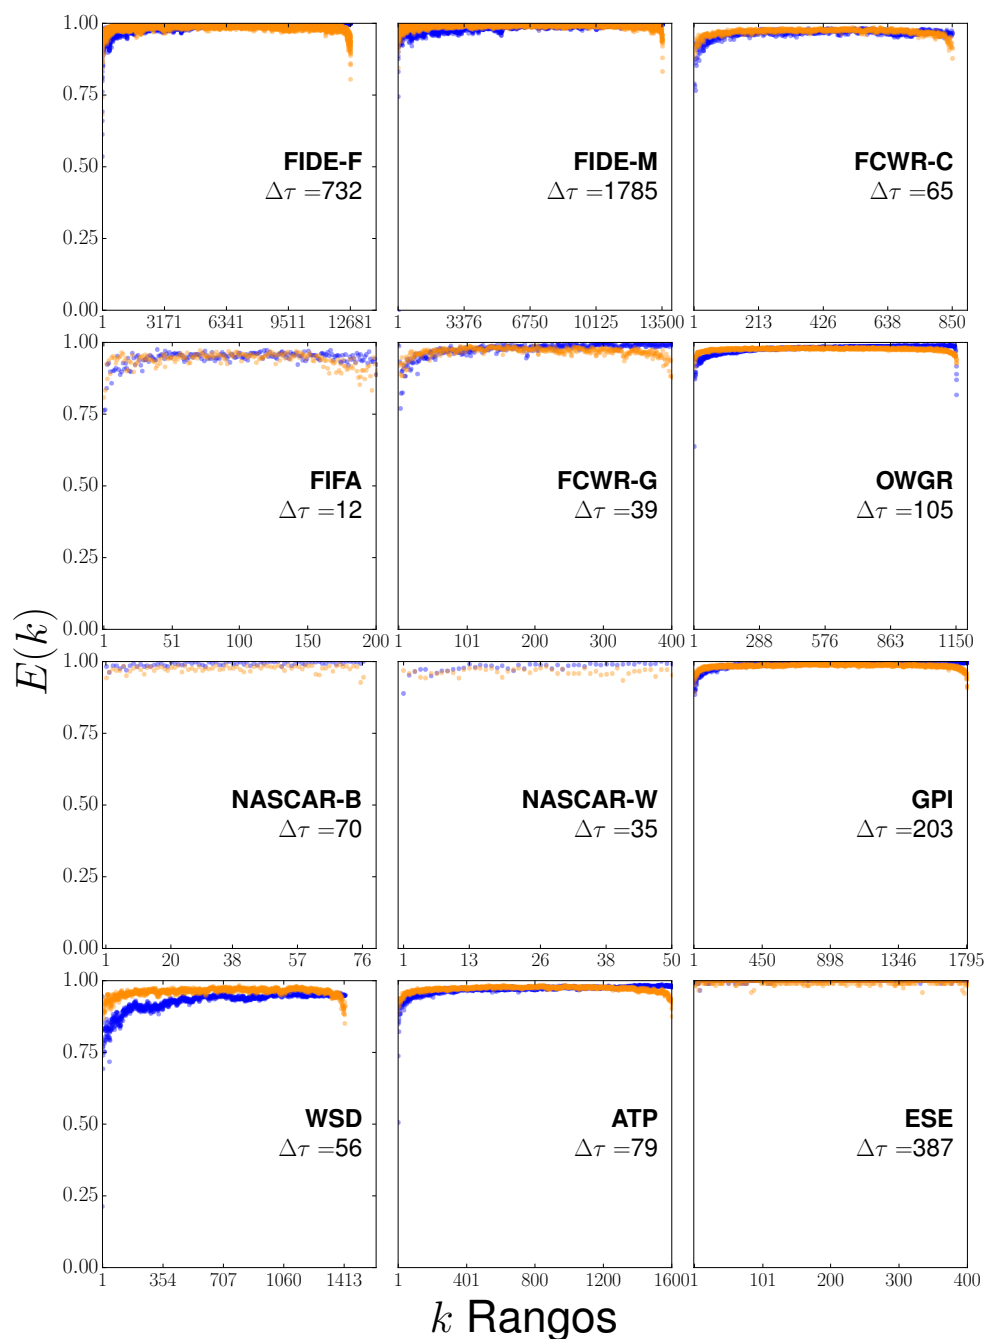 1.00
0.75
0.50
0.25
0.00
FIDE-F
Δτ =732
1 3171 6341 9511 12681
FIDE-M
Δτ =1785
1 3376 6750 10125 13500
FCWR-C
Δτ =65
1 213 426 638 850
1.00
0.75
0.50
0.25
0.00
FIFA
Δτ =12
1 51 100 150 200
FCWR-G
Δτ =39
1 101 200 300 400
OWGR
Δτ =105
1 288 576 863 1150
E(k)
1.00
0.75
0.50
0.25
0.00
NASCAR-B
Δτ =70
1 20 38 57 76
NASCAR-W
Δτ =35
1 13 26 38 50
GPI
Δτ =203
1 450 898 1346 1795
1.00
0.75
0.50
0.25
0.00
WSD
Δτ =56
1 354 707 1060 1413
ATP
Δτ =79
1 401 800 1200 1600
ESE
Δτ =387
1 101 200 300 400
k Rangos